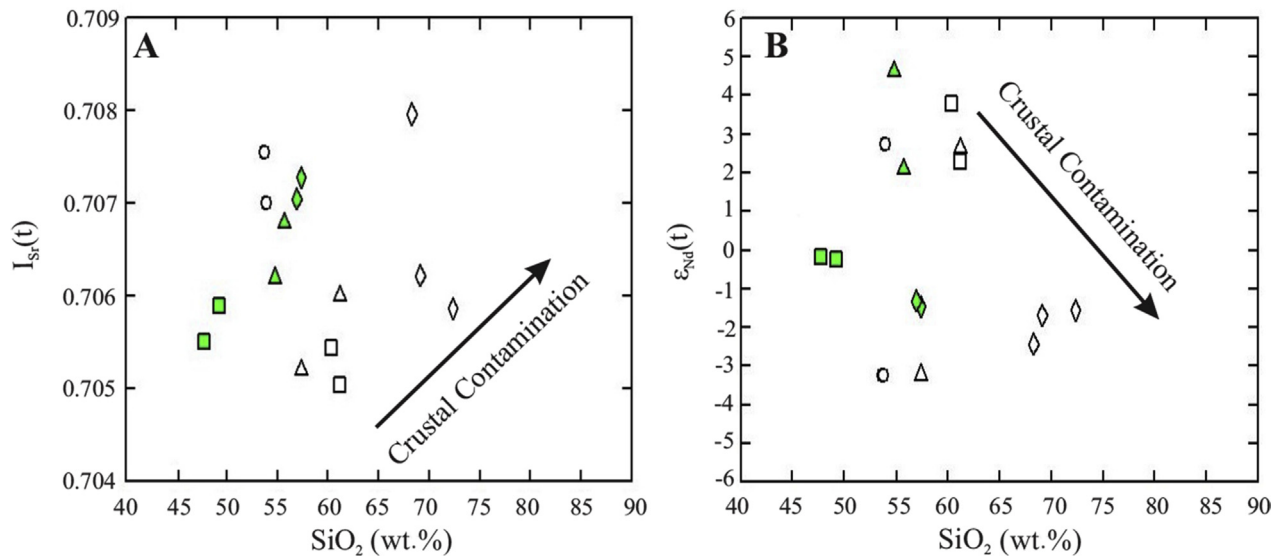 A
0.709
0.708
0.707
0.706
0.705
0.704
I_Sr(t)
40 45 50 55 60 65 70 75 80 85 90
SiO₂ (wt.%)
Crustal Contamination
B
6
5
4
3
2
1
0
-1
-2
-3
-4
-5
-6
ε_Nd(t)
40 45 50 55 60 65 70 75 80 85 90
SiO₂ (wt.%)
Crustal Contamination